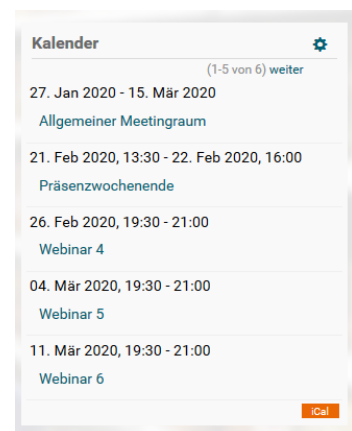 Kalender
(1-5 von 6) weiter
27. Jan 2020 - 15. Mär 2020
Allgemeiner Meetingraum
21. Feb 2020, 13:30 - 22. Feb 2020, 16:00
Präsenzwochenende
26. Feb 2020, 19:30 - 21:00
Webinar 4
04. Mär 2020, 19:30 - 21:00
Webinar 5
11. Mär 2020, 19:30 - 21:00
Webinar 6
iCal